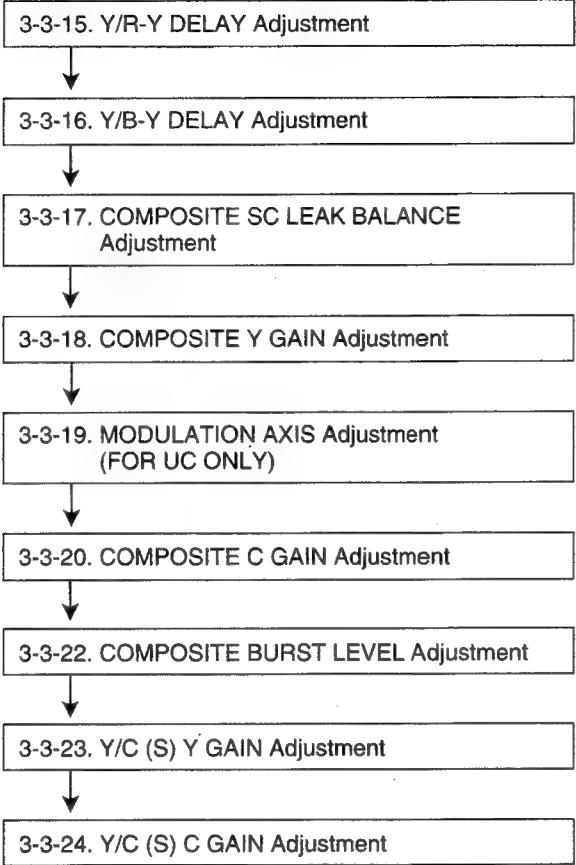 3-3-15. Y/R-Y DELAY Adjustment
3-3-16. Y/B-Y DELAY Adjustment
3-3-17. COMPOSITE SC LEAK BALANCE
Adjustment
3-3-18. COMPOSITE Y GAIN Adjustment
3-3-19. MODULATION AXIS Adjustment
(FOR UC ONLY)
3-3-20. COMPOSITE C GAIN Adjustment
3-3-22. COMPOSITE BURST LEVEL Adjustment
3-3-23. Y/C (S) Y GAIN Adjustment
3-3-24. Y/C (S) C GAIN Adjustment